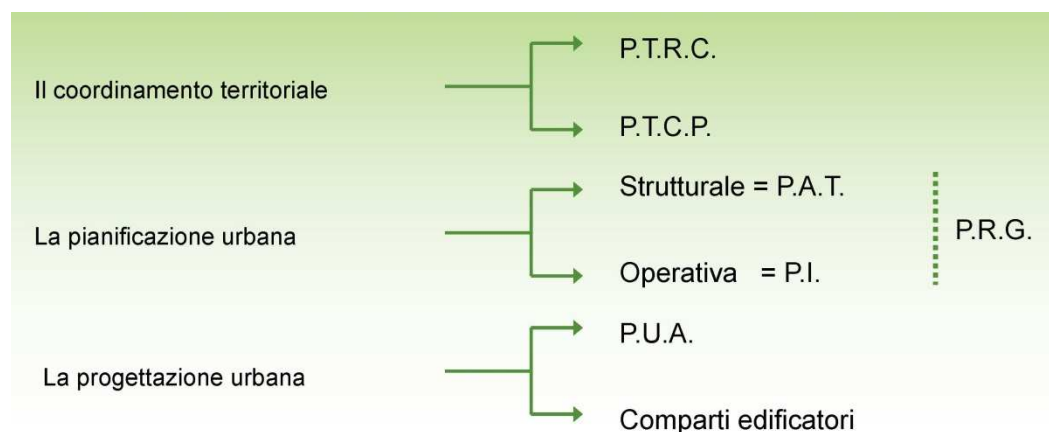 Il coordinamento territoriale
P.T.R.C.
P.T.C.P.
La pianificazione urbana
Strutturale = P.A.T.
Operativa = P.I.
P.R.G.
La progettazione urbana
P.U.A.
Comparti edificatori